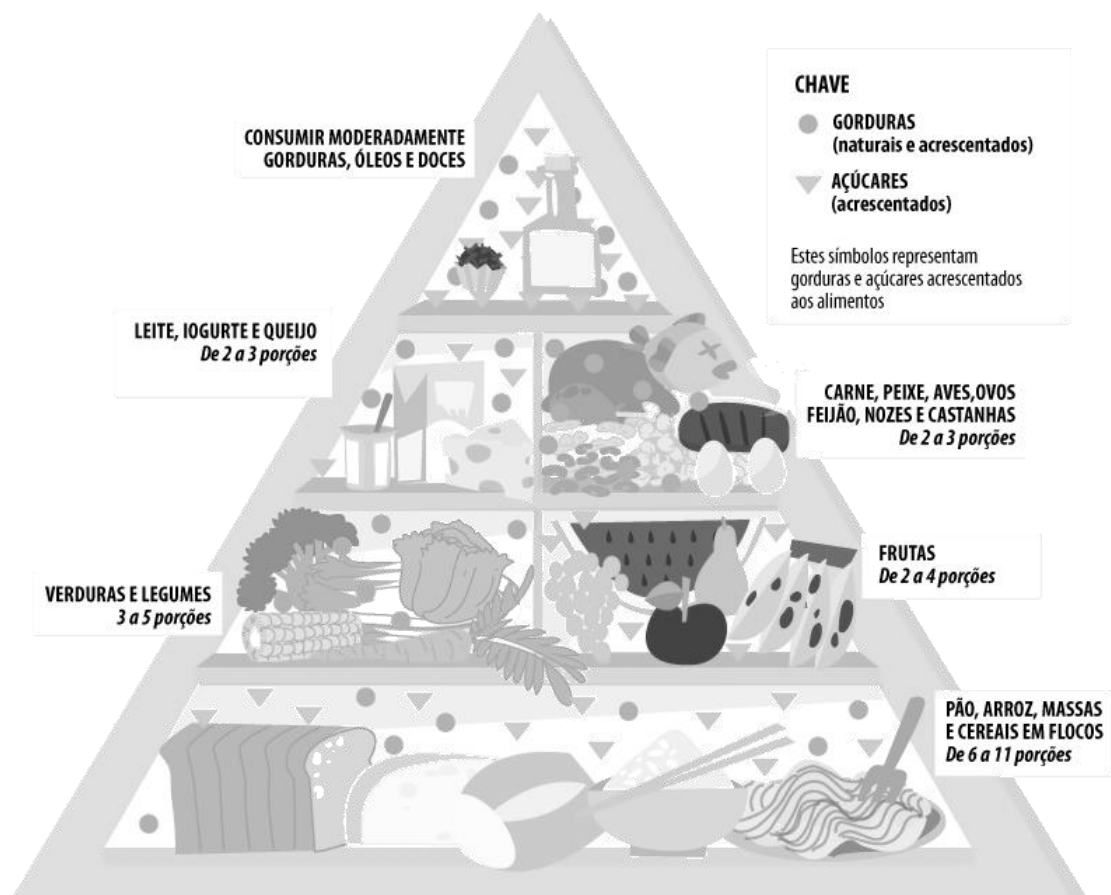 CONSUMIR MODERADAMENTE
GORDURAS, ÓLEOS E DOCES
CHAVE
GORDURAS
(naturais e acrescentados)
AÇÚCARES
(acrescentados)
Estes símbolos representam
gorduras e açúcares acrescentados
aos alimentos
LEITE, IOGURTE E QUEIJO
De 2 a 3 porções
CARNE, PEIXE, AVES,OVOS
FEIJÃO, NOZES E CASTANHAS
De 2 a 3 porções
VERDURAS E LEGUMES
3 a 5 porções
FRUTAS
De 2 a 4 porções
PÃO, ARROZ, MASSAS
E CEREAIS EM FLOCOS
De 6 a 11 porções